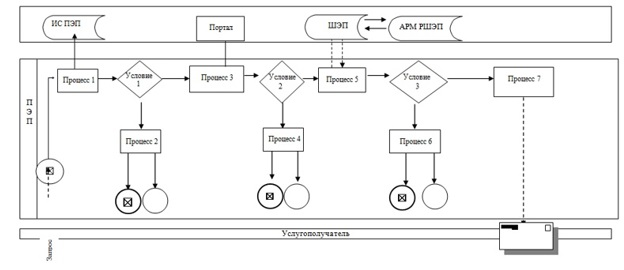 ИС ПЭП
Портал
ШЭП
АРМ РШЭП
ПЭП
Процесс 1
Условие
1
Процесс 3
Условие
2
Процесс 5
Условие
3
Процесс 7
Процесс 2
Процесс 4
Процесс 6
Услугополучатель
Запрос